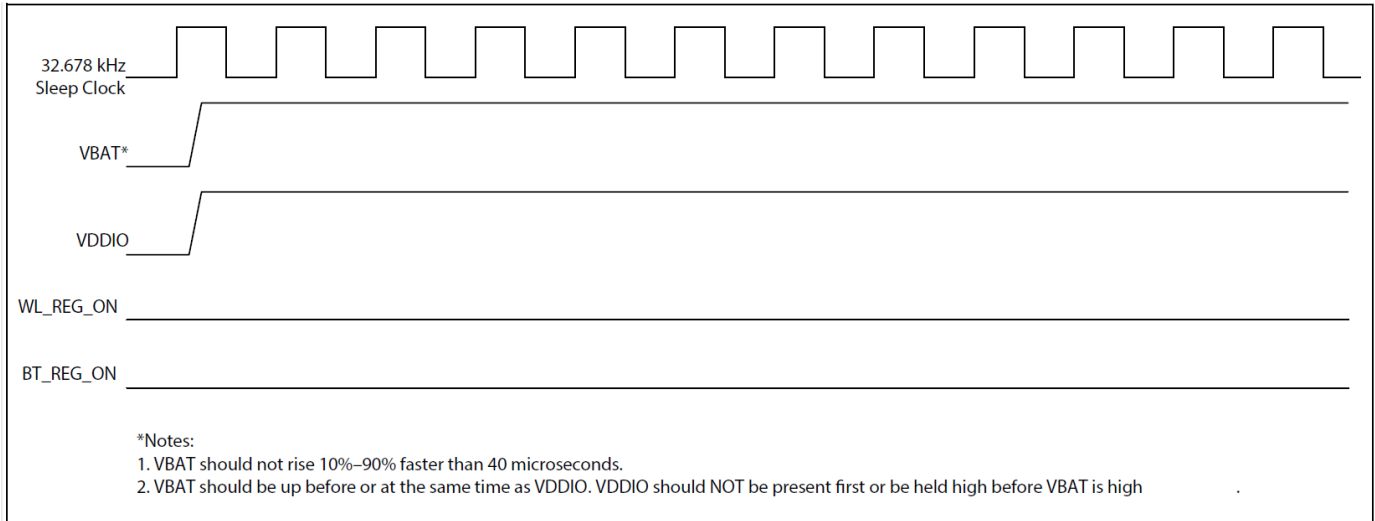 32.678 kHz
Sleep Clock
VBAT*
VDDIO
WL_REG_ON
BT_REG_ON
*Notes:
1. VBAT should not rise 10%–90% faster than 40 microseconds.
2. VBAT should be up before or at the same time as VDDIO. VDDIO should NOT be present first or be held high before VBAT is high .